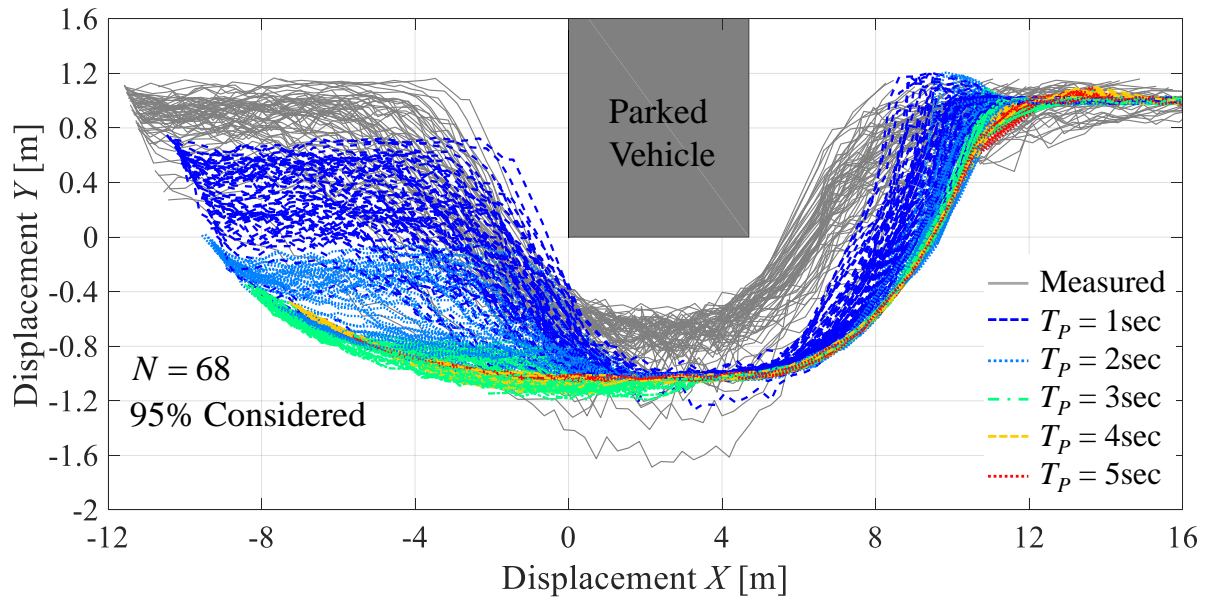 1.6
1.2
0.8
0.4
0
-0.4
-0.8
-1.2
-1.6
-2
Displacement Y [m]
Parked
Vehicle
N = 68
95% Considered
Measured
T_P = 1sec
T_P = 2sec
T_P = 3sec
T_P = 4sec
T_P = 5sec
-12 -8 -4 0 4 8 12 16
Displacement X [m]